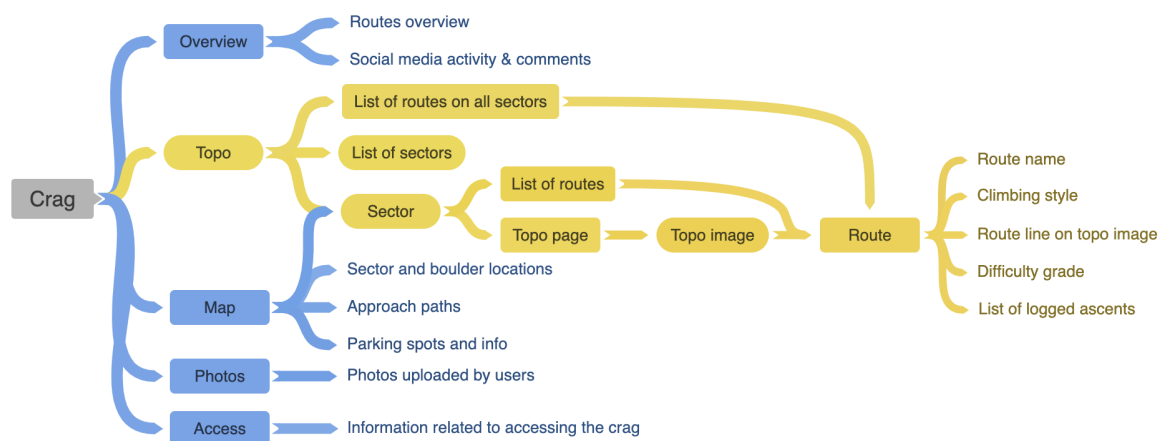 Crag
Overview
Routes overview
Social media activity & comments
Topo
List of routes on all sectors
List of sectors
Sector
List of routes
Topo page
Topo image
Route
Route name
Climbing style
Route line on topo image
Difficulty grade
List of logged ascents
Map
Sector and boulder locations
Approach paths
Parking spots and info
Photos
Photos uploaded by users
Access
Information related to accessing the crag